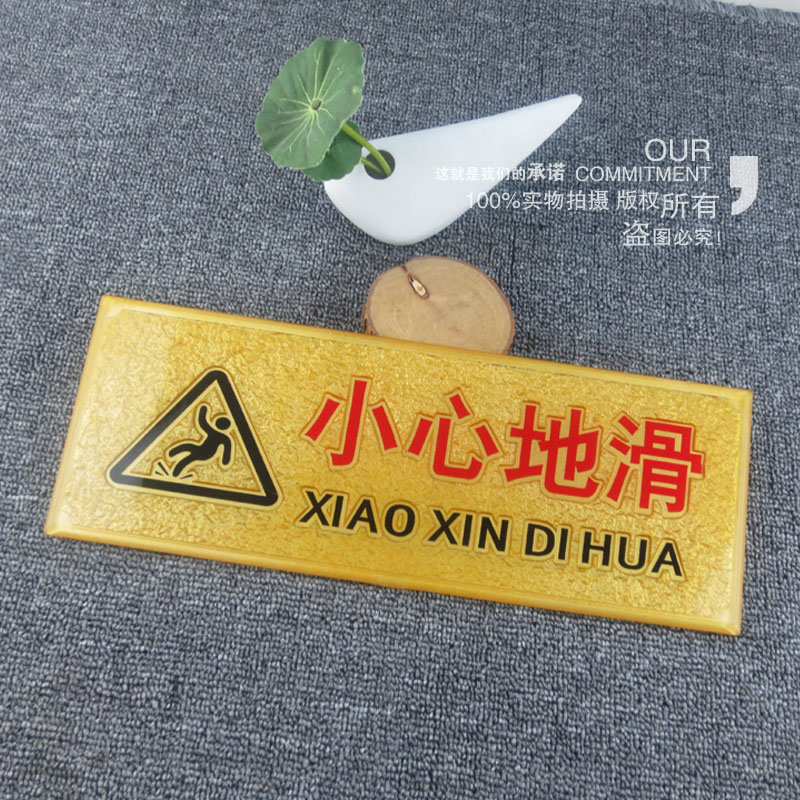 OUR
这就是我们的承诺 COMMITMENT
100%实物拍摄 版权所有
盗图必究!
小心地滑
XIAO XIN DI HUA